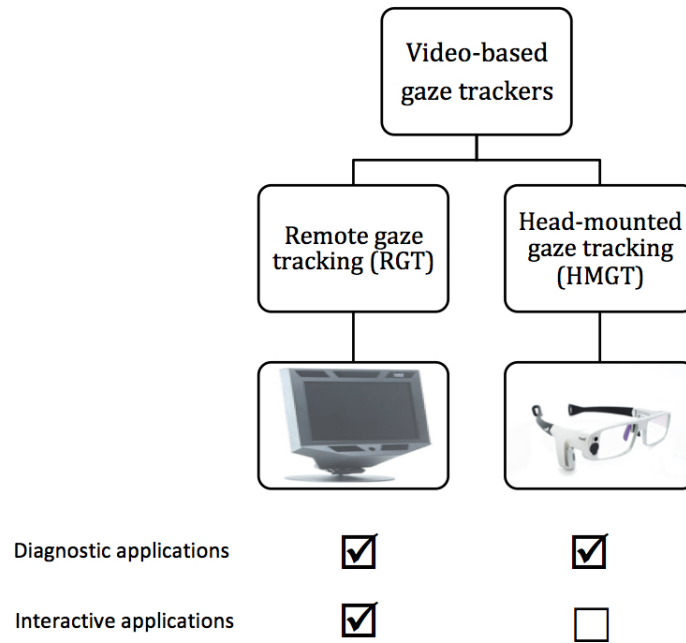 Video-based
gaze trackers
Remote gaze
tracking (RGT)
Head-mounted
gaze tracking
(HMGT)
Diagnostic applications
Interactive applications